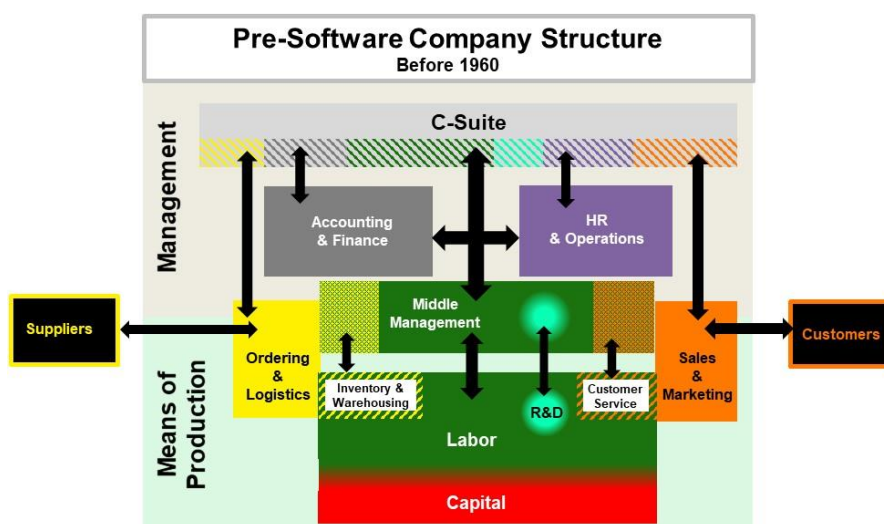 Pre-Software Company Structure
Before 1960
Management
C-Suite
Accounting
& Finance
HR
& Operations
Middle
Management
Suppliers
Customers
Means of
Production
Ordering
&
Logistics
Inventory &
Warehousing
R&D
Customer
Service
Sales
&
Marketing
Labor
Capital